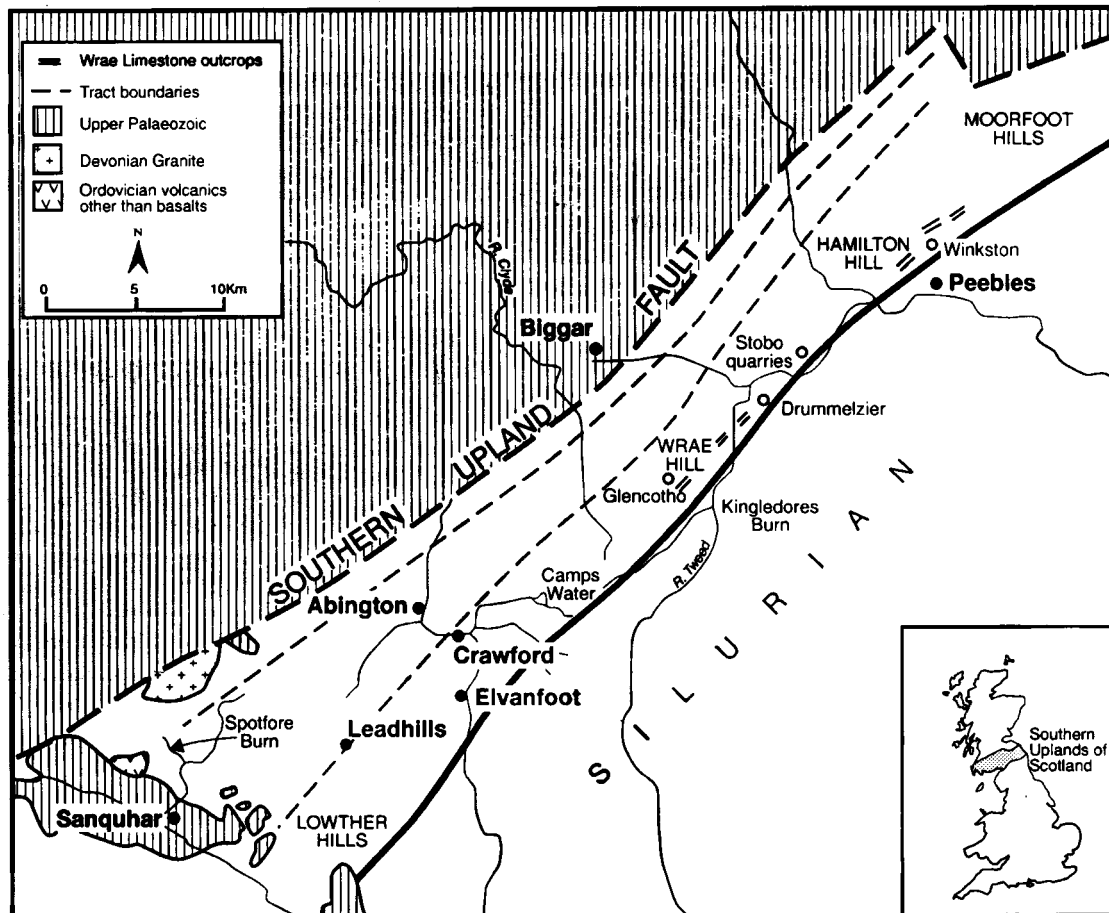 Wrae Limestone outcrops
Tract boundaries
Upper Palaeozoic
Devonian Granite
Ordovician volcanics
other than basalts
N
0 5 10Km
MOORFOOT
HILLS
HAMILTON
HILL
Winkston
Peebles
R. Clyde
FAULT
Biggar
Stobo
quarries
Drummelzier
UPLAND
WRAE
HILL
Glencotho
Kingledores
Burn
SOUTHERN
R. Tweed
Camps
Water
Abington
Crawford
Elvanfoot
Leadhills
Spotfore
Burn
Sanquhar
LOWTHER
HILLS
SILURIAN
Southern
Uplands of
Scotland